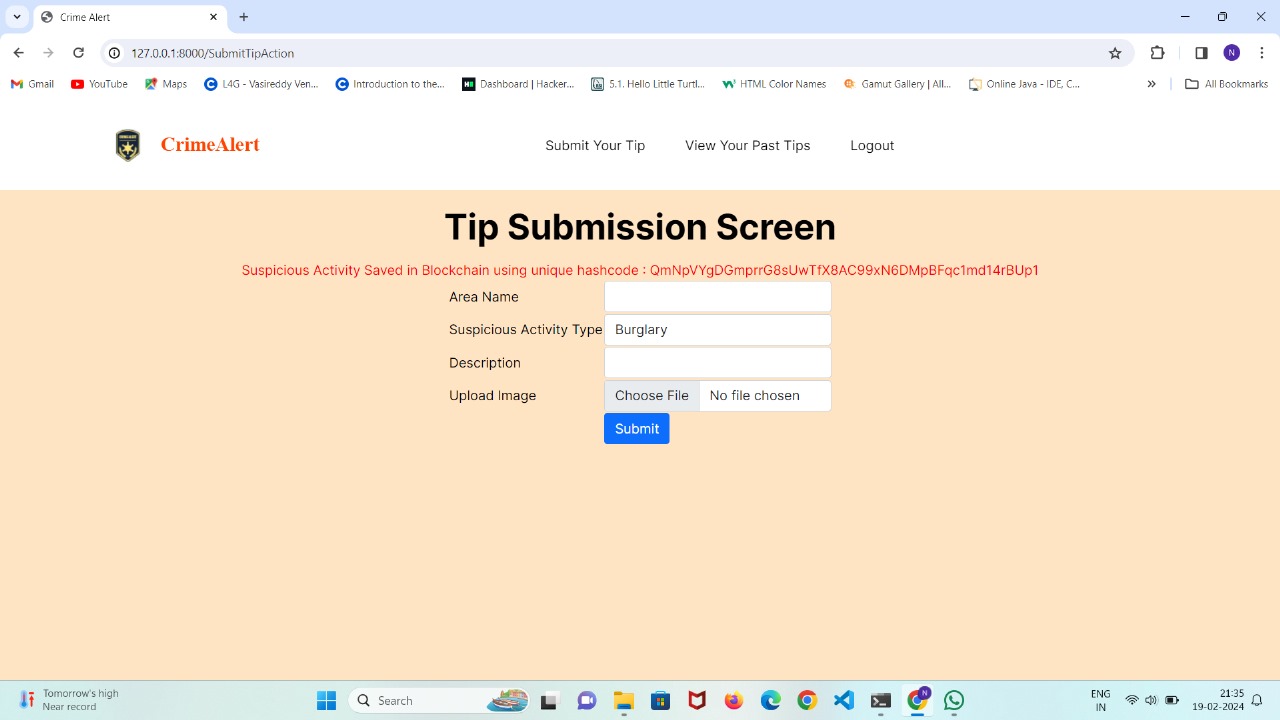 Crime Alert
127.0.0.1:8000/SubmitTipAction
N
Gmail YouTube Maps L4G - Vasireddy Ven... Introduction to the... Dashboard | Hacker... 5.1. Hello Little Turtl... HTML Color Names Gamut Gallery | All... Online Java - IDE, C... » All Bookmarks
CrimeAlert Submit Your Tip View Your Past Tips Logout
Tip Submission Screen
Suspicious Activity Saved in Blockchain using unique hashcode : QmNpVYgDGmprrG8sUwTfX8AC99xN6DMpBFqc1md14rBUp1
Area Name
Suspicious Activity Type Burglary
Description
Upload Image Choose File No file chosen
Submit
Tomorrow's high
Near record
Search
N
ENG
IN
21:35
19-02-2024